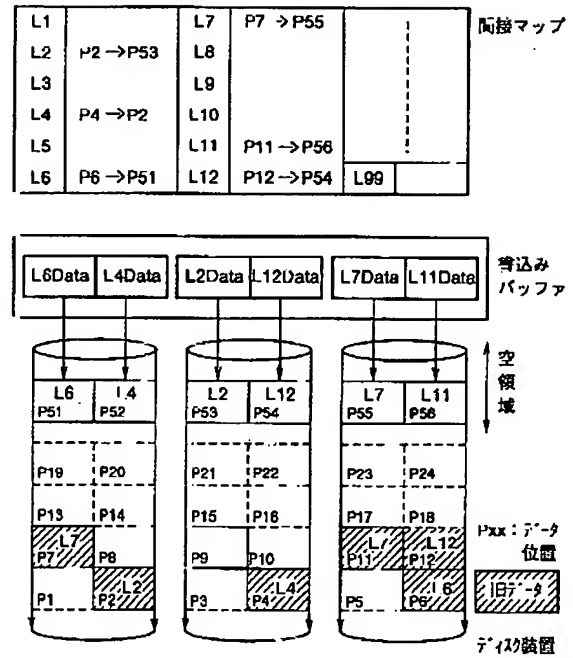 L1 L7 P7→P55
L2 P2→P53 L8
L3 L9
L4 P4→P2 L10
L5 L11 P11→P56
L6 P6→P51 L12 P12→P54 L99
間接マップ
L6Data L4Data L2Data L12Data L7Data L11Data
書込み
バッファ
空
領
域
L6 L4 L2 L12 L7 L11
P51 P52 P53 P54 P55 P56
P19 P20 P21 P22 P23 P24
P13 P14 P15 P16 P17 P18
L7 L7 L12
P7 P8 P9 P10 P11 P12
L2 L4 L6
P1 P2 P3 P4 P5 P6
Pxx:データ
位置
旧データ
ディスク装置